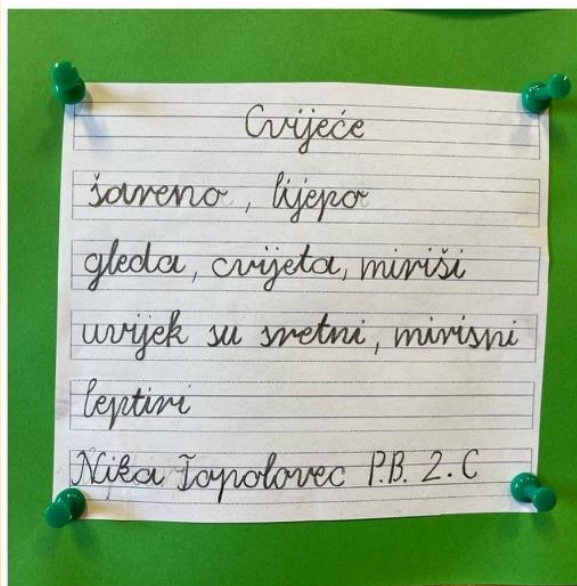 Cvijeće
šareno, lijepo
gleda, cvijeta, miriši
uvijek su sretni, mirisni
leptiri
Nika Topolovec P.B. 2. C